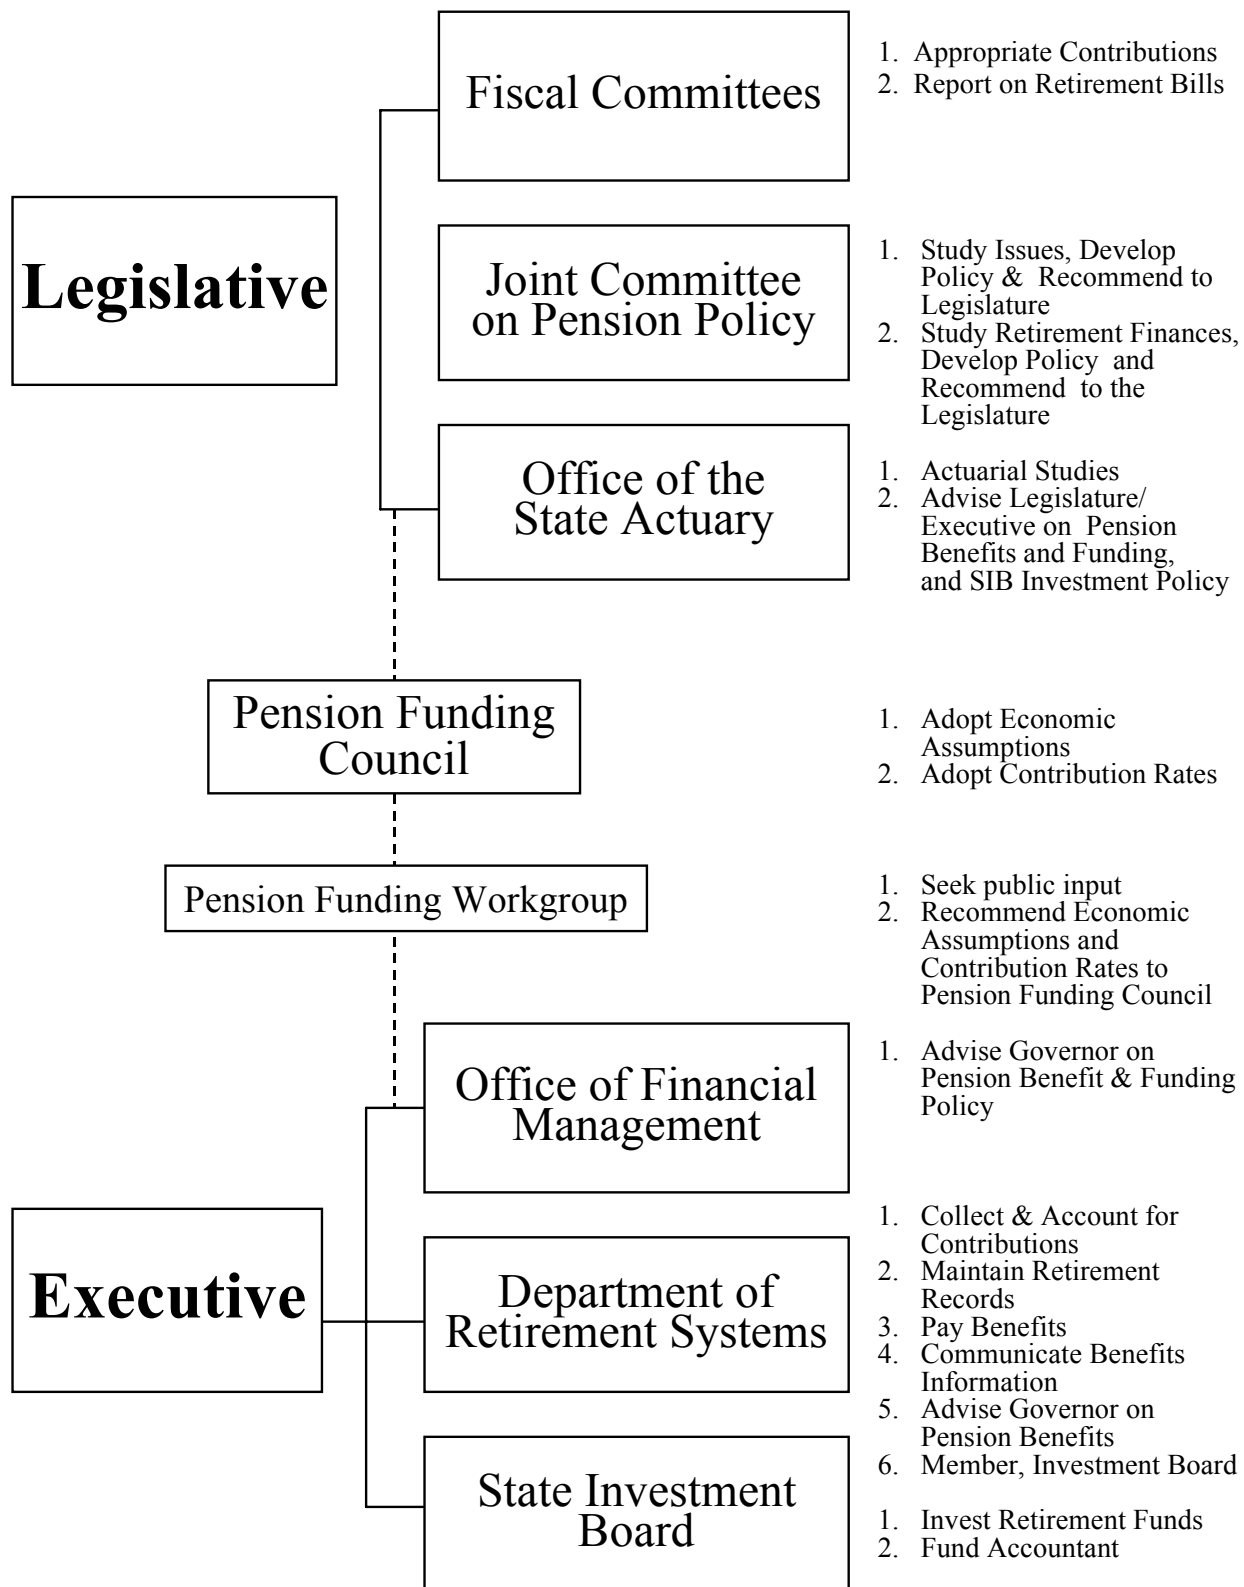 Fiscal Committees
1. Appropriate Contributions
2. Report on Retirement Bills
Legislative
Joint Committee
on Pension Policy
1. Study Issues, Develop
Policy & Recommend to
Legislature
2. Study Retirement Finances,
Develop Policy and
Recommend to the
Legislature
Office of the
State Actuary
1. Actuarial Studies
2. Advise Legislature/
Executive on Pension
Benefits and Funding,
and SIB Investment Policy
Pension Funding
Council
1. Adopt Economic
Assumptions
2. Adopt Contribution Rates
Pension Funding Workgroup
1. Seek public input
2. Recommend Economic
Assumptions and
Contribution Rates to
Pension Funding Council
Office of Financial
Management
1. Advise Governor on
Pension Benefit & Funding
Policy
Executive
Department of
Retirement Systems
1. Collect & Account for
Contributions
2. Maintain Retirement
Records
3. Pay Benefits
4. Communicate Benefits
Information
5. Advise Governor on
Pension Benefits
6. Member, Investment Board
State Investment
Board
1. Invest Retirement Funds
2. Fund Accountant